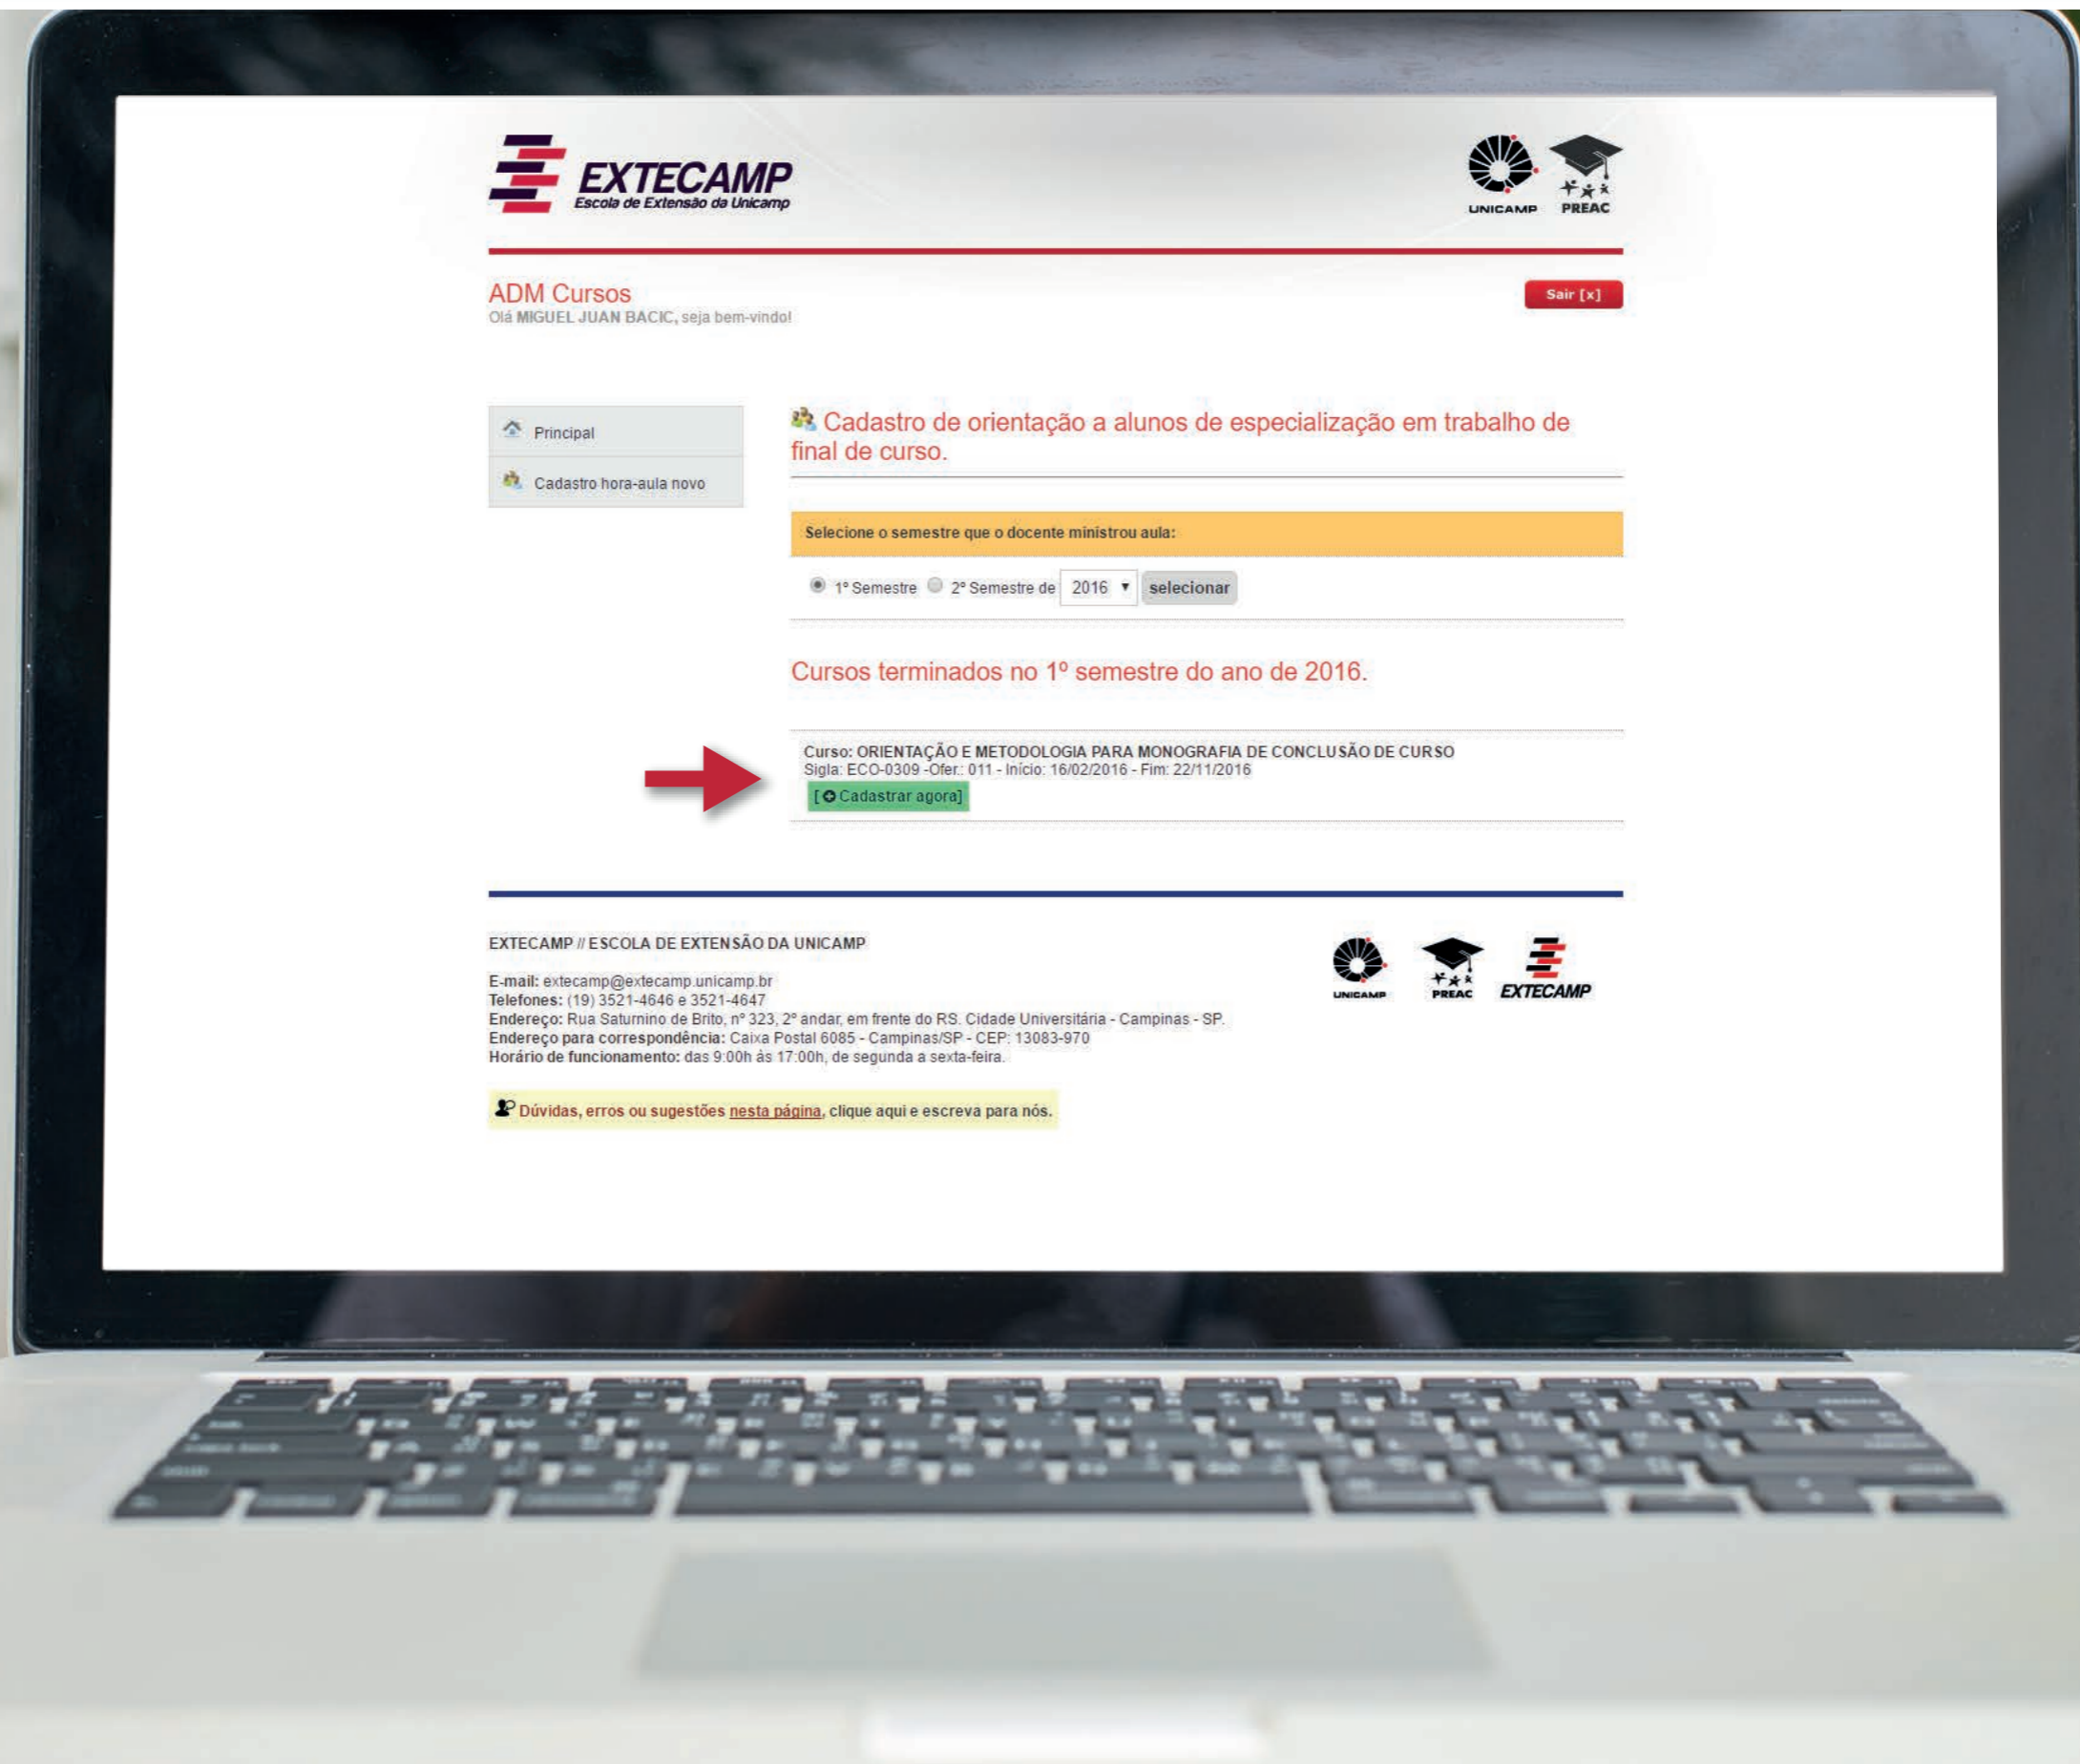 EXTECAMP
Escola de Extensão da Unicamp
UNICAMP
PREAC
ADM Cursos
Sair [x]
Olá MIGUEL JUAN BACIC, seja bem-vindo!
Principal
Cadastro hora-aula novo
Cadastro de orientação a alunos de especialização em trabalho de
final de curso.
Selecione o semestre que o docente ministrou aula:
1º Semestre 2º Semestre de 2016 selecionar
Cursos terminados no 1º semestre do ano de 2016.
Curso: ORIENTAÇÃO E METODOLOGIA PARA MONOGRAFIA DE CONCLUSÃO DE CURSO
Sigla: ECO-0309 -Ofer.: 011 - Início: 16/02/2016 - Fim: 22/11/2016
[ Cadastrar agora]
EXTECAMP // ESCOLA DE EXTENSÃO DA UNICAMP
E-mail: extecamp@extecamp.unicamp.br
Telefones: (19) 3521-4646 e 3521-4647
Endereço: Rua Saturnino de Brito, nº 323, 2º andar, em frente do RS. Cidade Universitária - Campinas - SP.
Endereço para correspondência: Caixa Postal 6085 - Campinas/SP - CEP: 13083-970
Horário de funcionamento: das 9:00h às 17:00h, de segunda a sexta-feira.
UNICAMP
PREAC
EXTECAMP
Dúvidas, erros ou sugestões nesta página, clique aqui e escreva para nós.